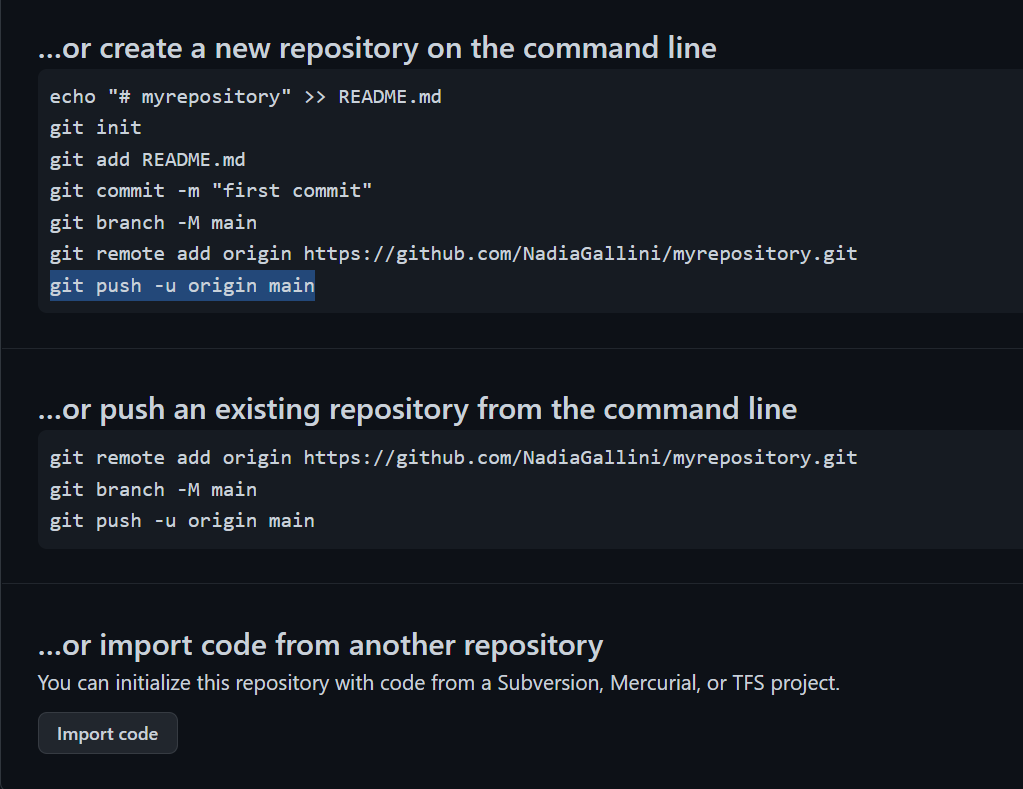 ...or create a new repository on the command line
echo "# myrepository" >> README.md
git init
git add README.md
git commit -m "first commit"
git branch -M main
git remote add origin https://github.com/NadiaGallini/myrepository.git
git push -u origin main
...or push an existing repository from the command line
git remote add origin https://github.com/NadiaGallini/myrepository.git
git branch -M main
git push -u origin main
...or import code from another repository
You can initialize this repository with code from a Subversion, Mercurial, or TFS project.
Import code